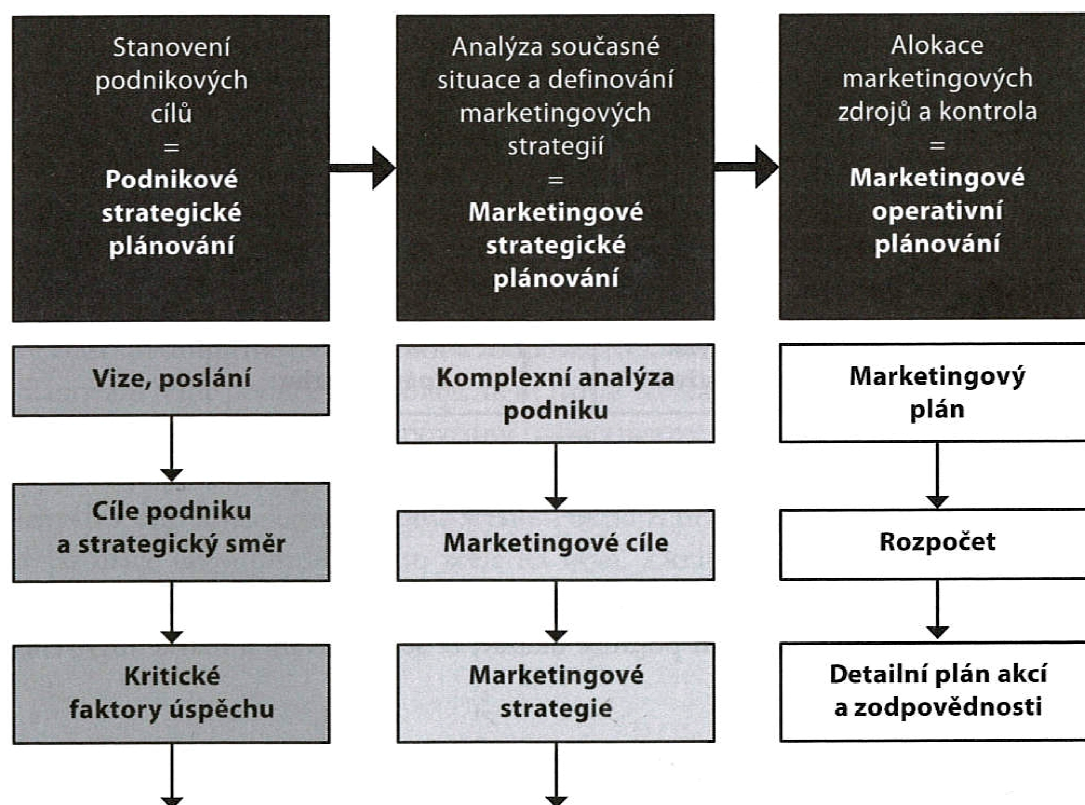 Stanovení
podnikových
cílů
=
Podnikové
strategické
plánování
Analýza současné
situace a definování
marketingových
strategií
=
Marketingové
strategické
plánování
Alokace
marketingových
zdrojů a kontrola
=
Marketingové
operativní
plánování
Vize, poslání
Cíle podniku
a strategický směr
Kritické
faktory úspěchu
Komplexní analýza
podniku
Marketingové cíle
Marketingové
strategie
Marketingový
plán
Rozpočet
Detailní plán akcí
a zodpovědnosti